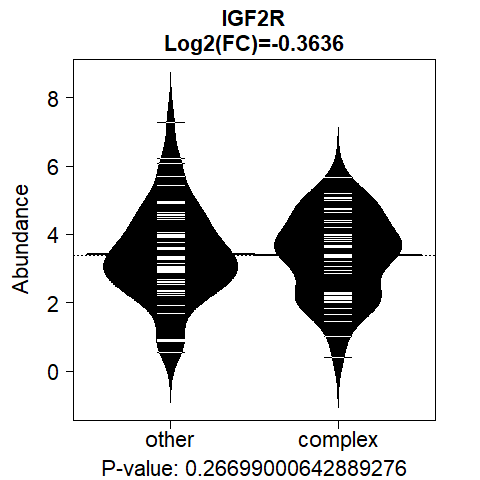 IGF2R
Log2(FC)=-0.3636
Abundance
8
6
4
2
0
other complex
P-value: 0.26699000642889276